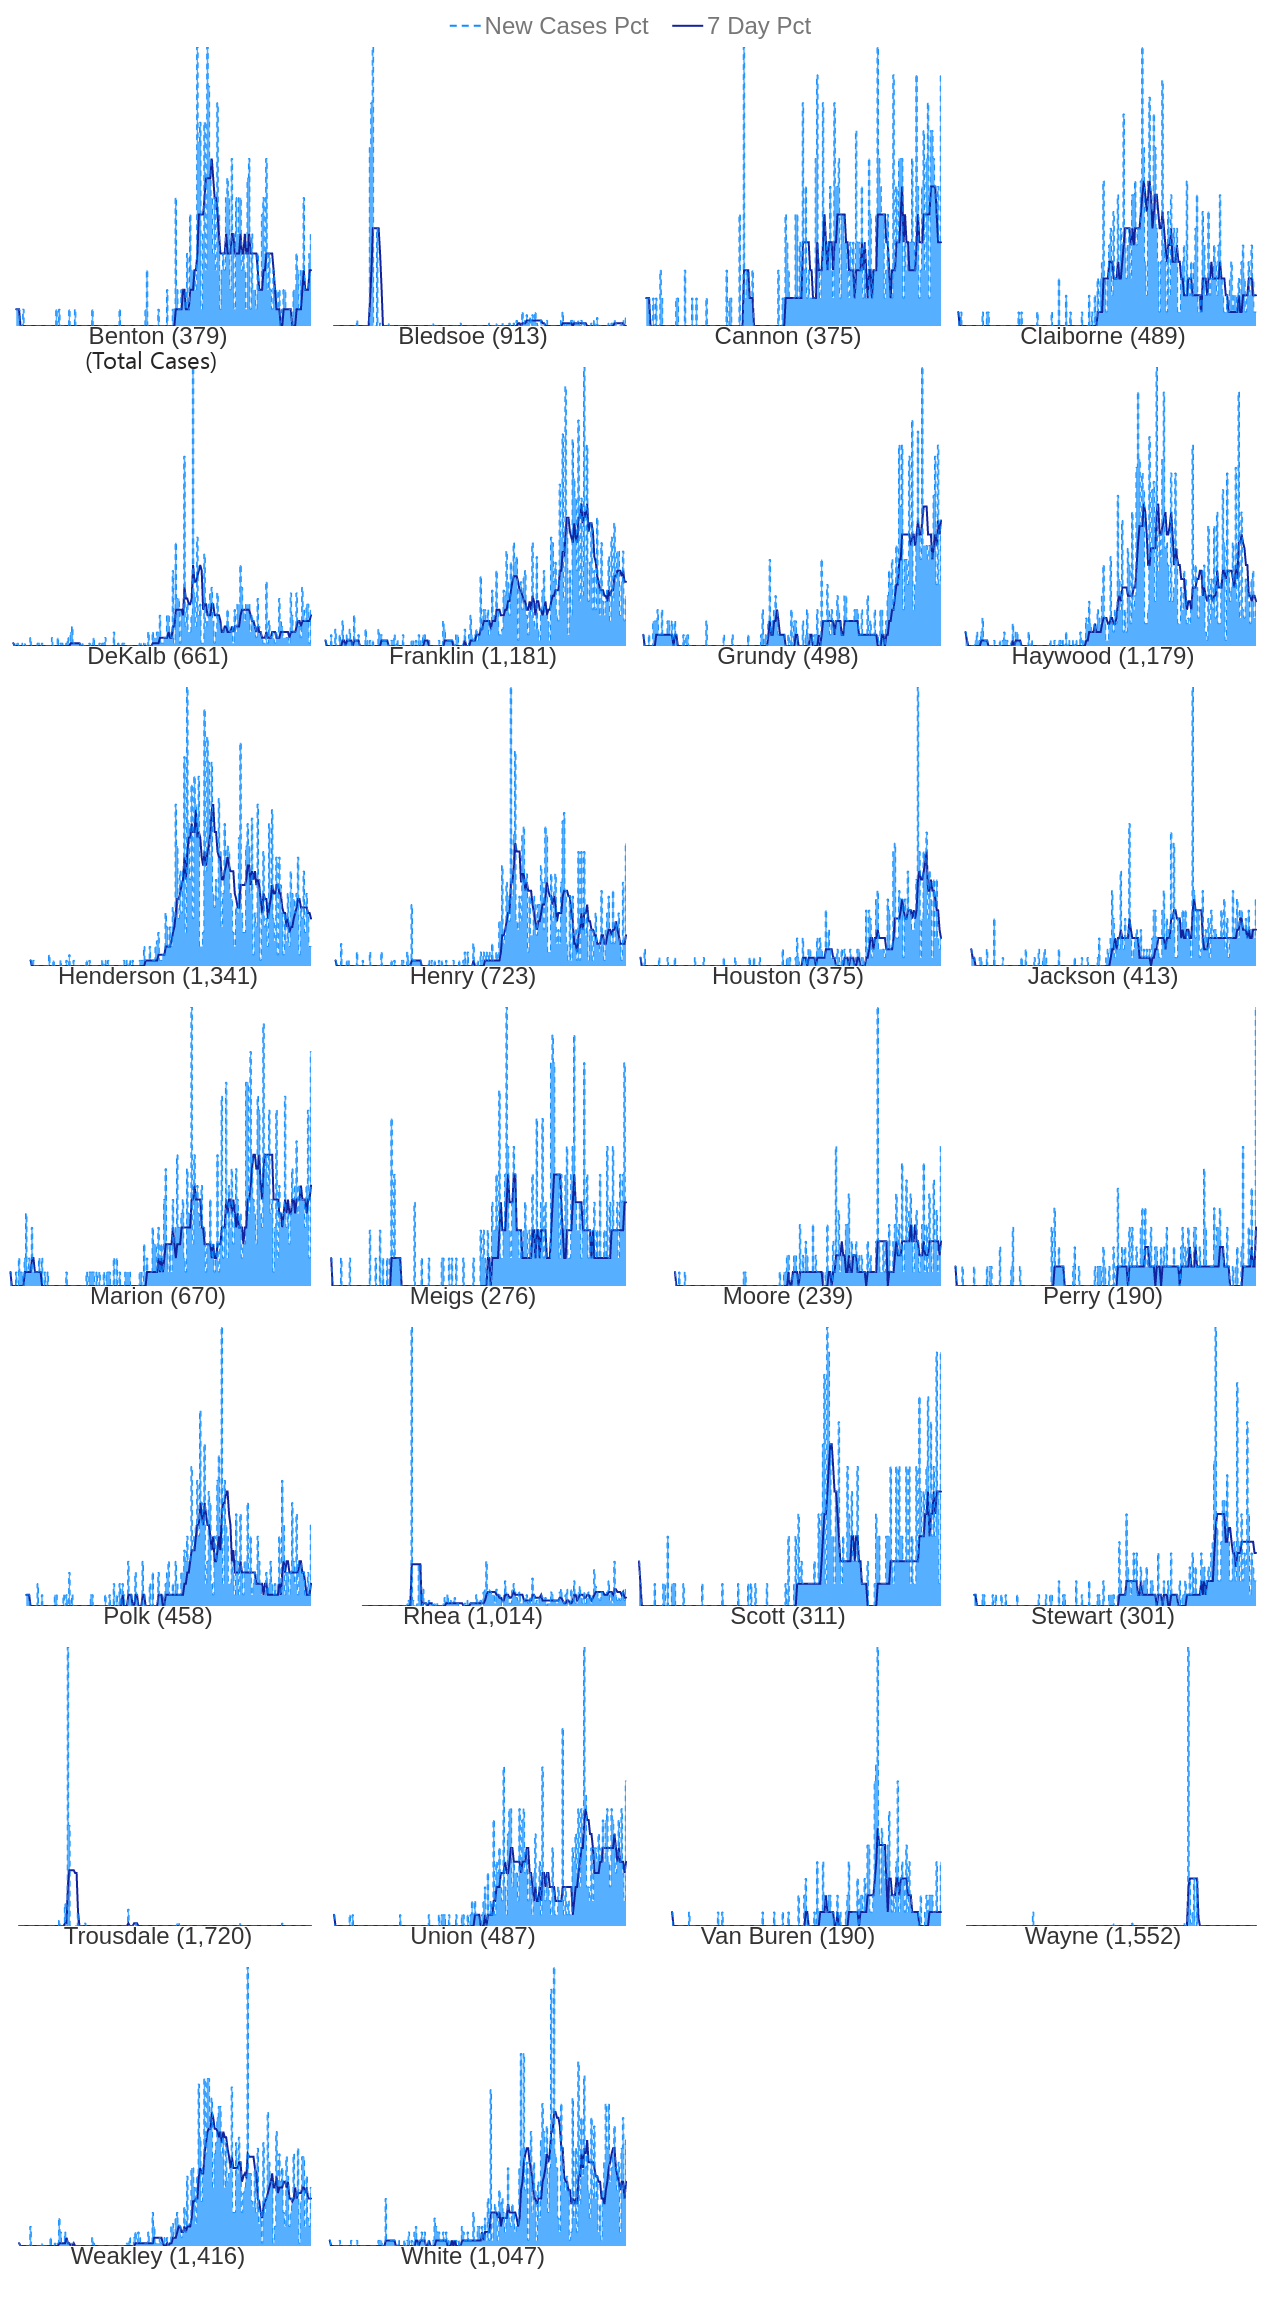 New Cases Pct 7 Day Pct
Benton (379) Bledsoe (913) Cannon (375) Claiborne (489)
(Total Cases)
DeKalb (661) Franklin (1,181) Grundy (498) Haywood (1,179)
Henderson (1,341) Henry (723) Houston (375) Jackson (413)
Marion (670) Meigs (276) Moore (239) Perry (190)
Polk (458) Rhea (1,014) Scott (311) Stewart (301)
Trousdale (1,720) Union (487) Van Buren (190) Wayne (1,552)
Weakley (1,416) White (1,047)